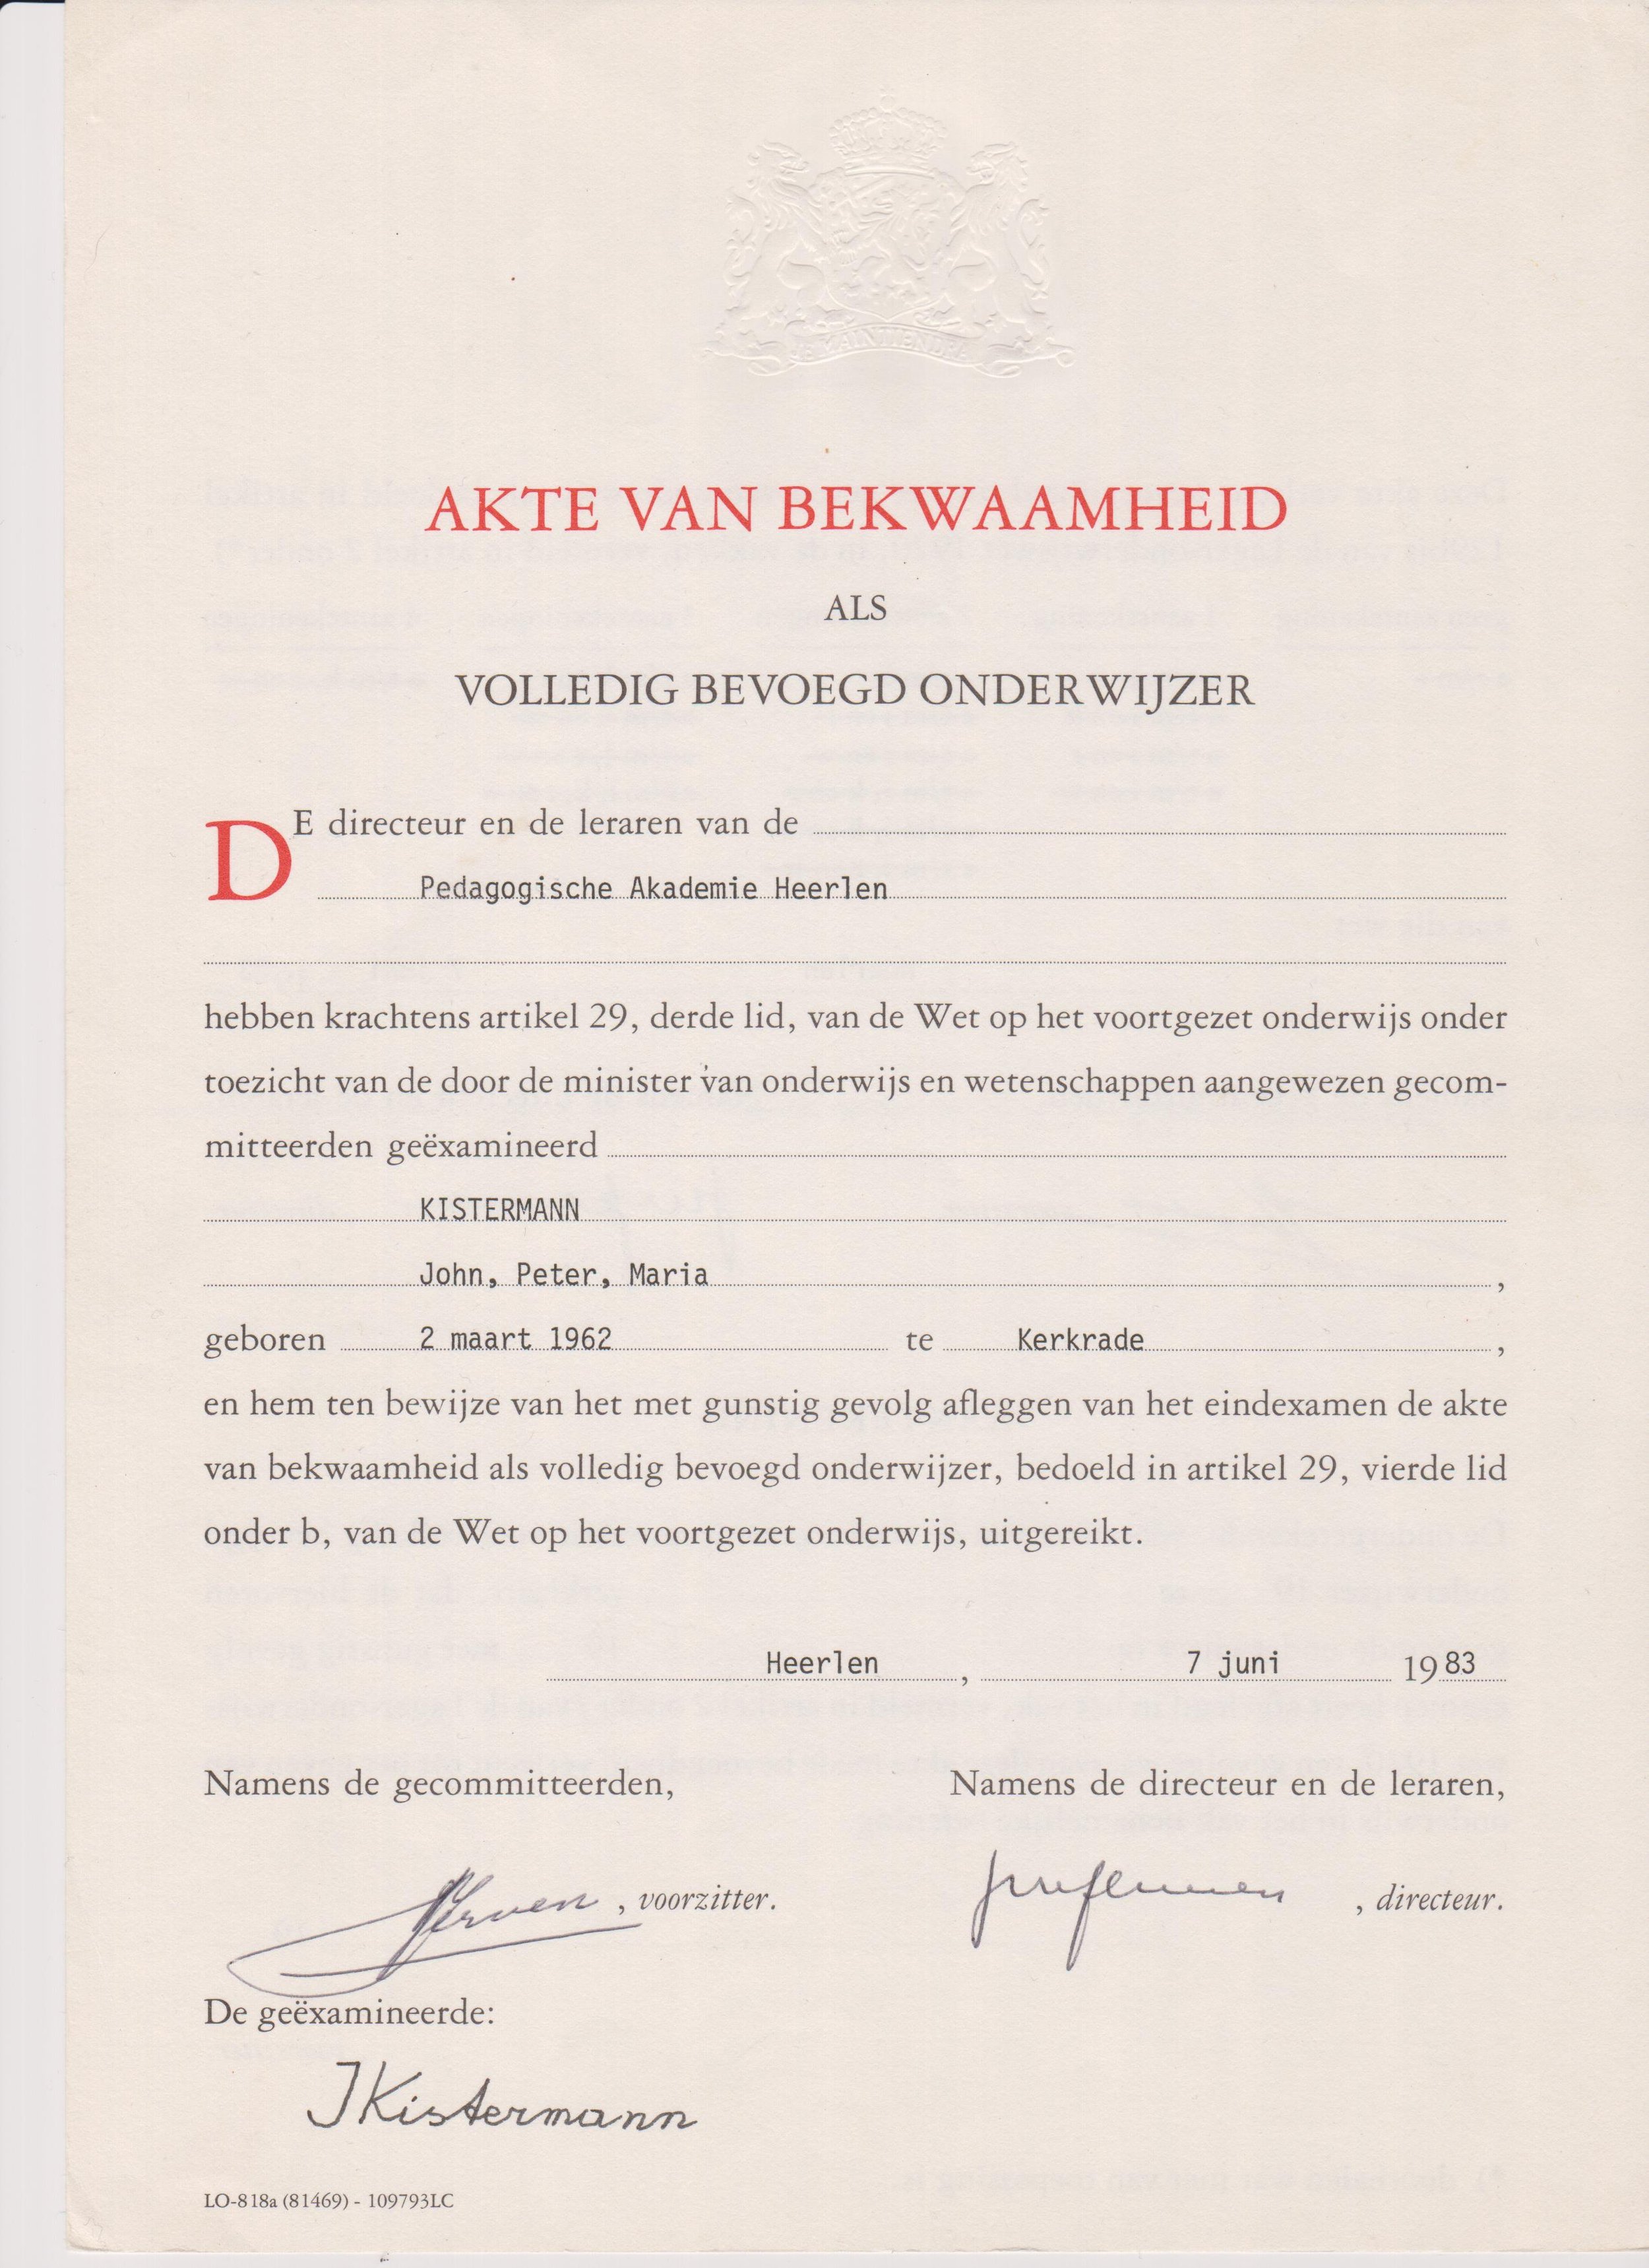 JE MAINTIENDRAI
AKTE VAN BEKWAAMHEID
ALS
VOLLEDIG BEVOEGD ONDERWIJZER
DE directeur en de leraren van de
Pedagogische Akademie Heerlen
hebben krachtens artikel 29, derde lid, van de Wet op het voortgezet onderwijs onder
toezicht van de door de minister van onderwijs en wetenschappen aangewezen gecom-
mitteerden geëxamineerd
KISTERMANN
John, Peter, Maria ,
geboren 2 maart 1962 te Kerkrade ,
en hem ten bewijze van het met gunstig gevolg afleggen van het eindexamen de akte
van bekwaamheid als volledig bevoegd onderwijzer, bedoeld in artikel 29, vierde lid
onder b, van de Wet op het voortgezet onderwijs, uitgereikt.
Heerlen , 7 juni 1983
Namens de gecommitteerden, Namens de directeur en de leraren,
, voorzitter. , directeur.
De geëxamineerde:
JKistermann
LO-818a (81469) - 109793LC